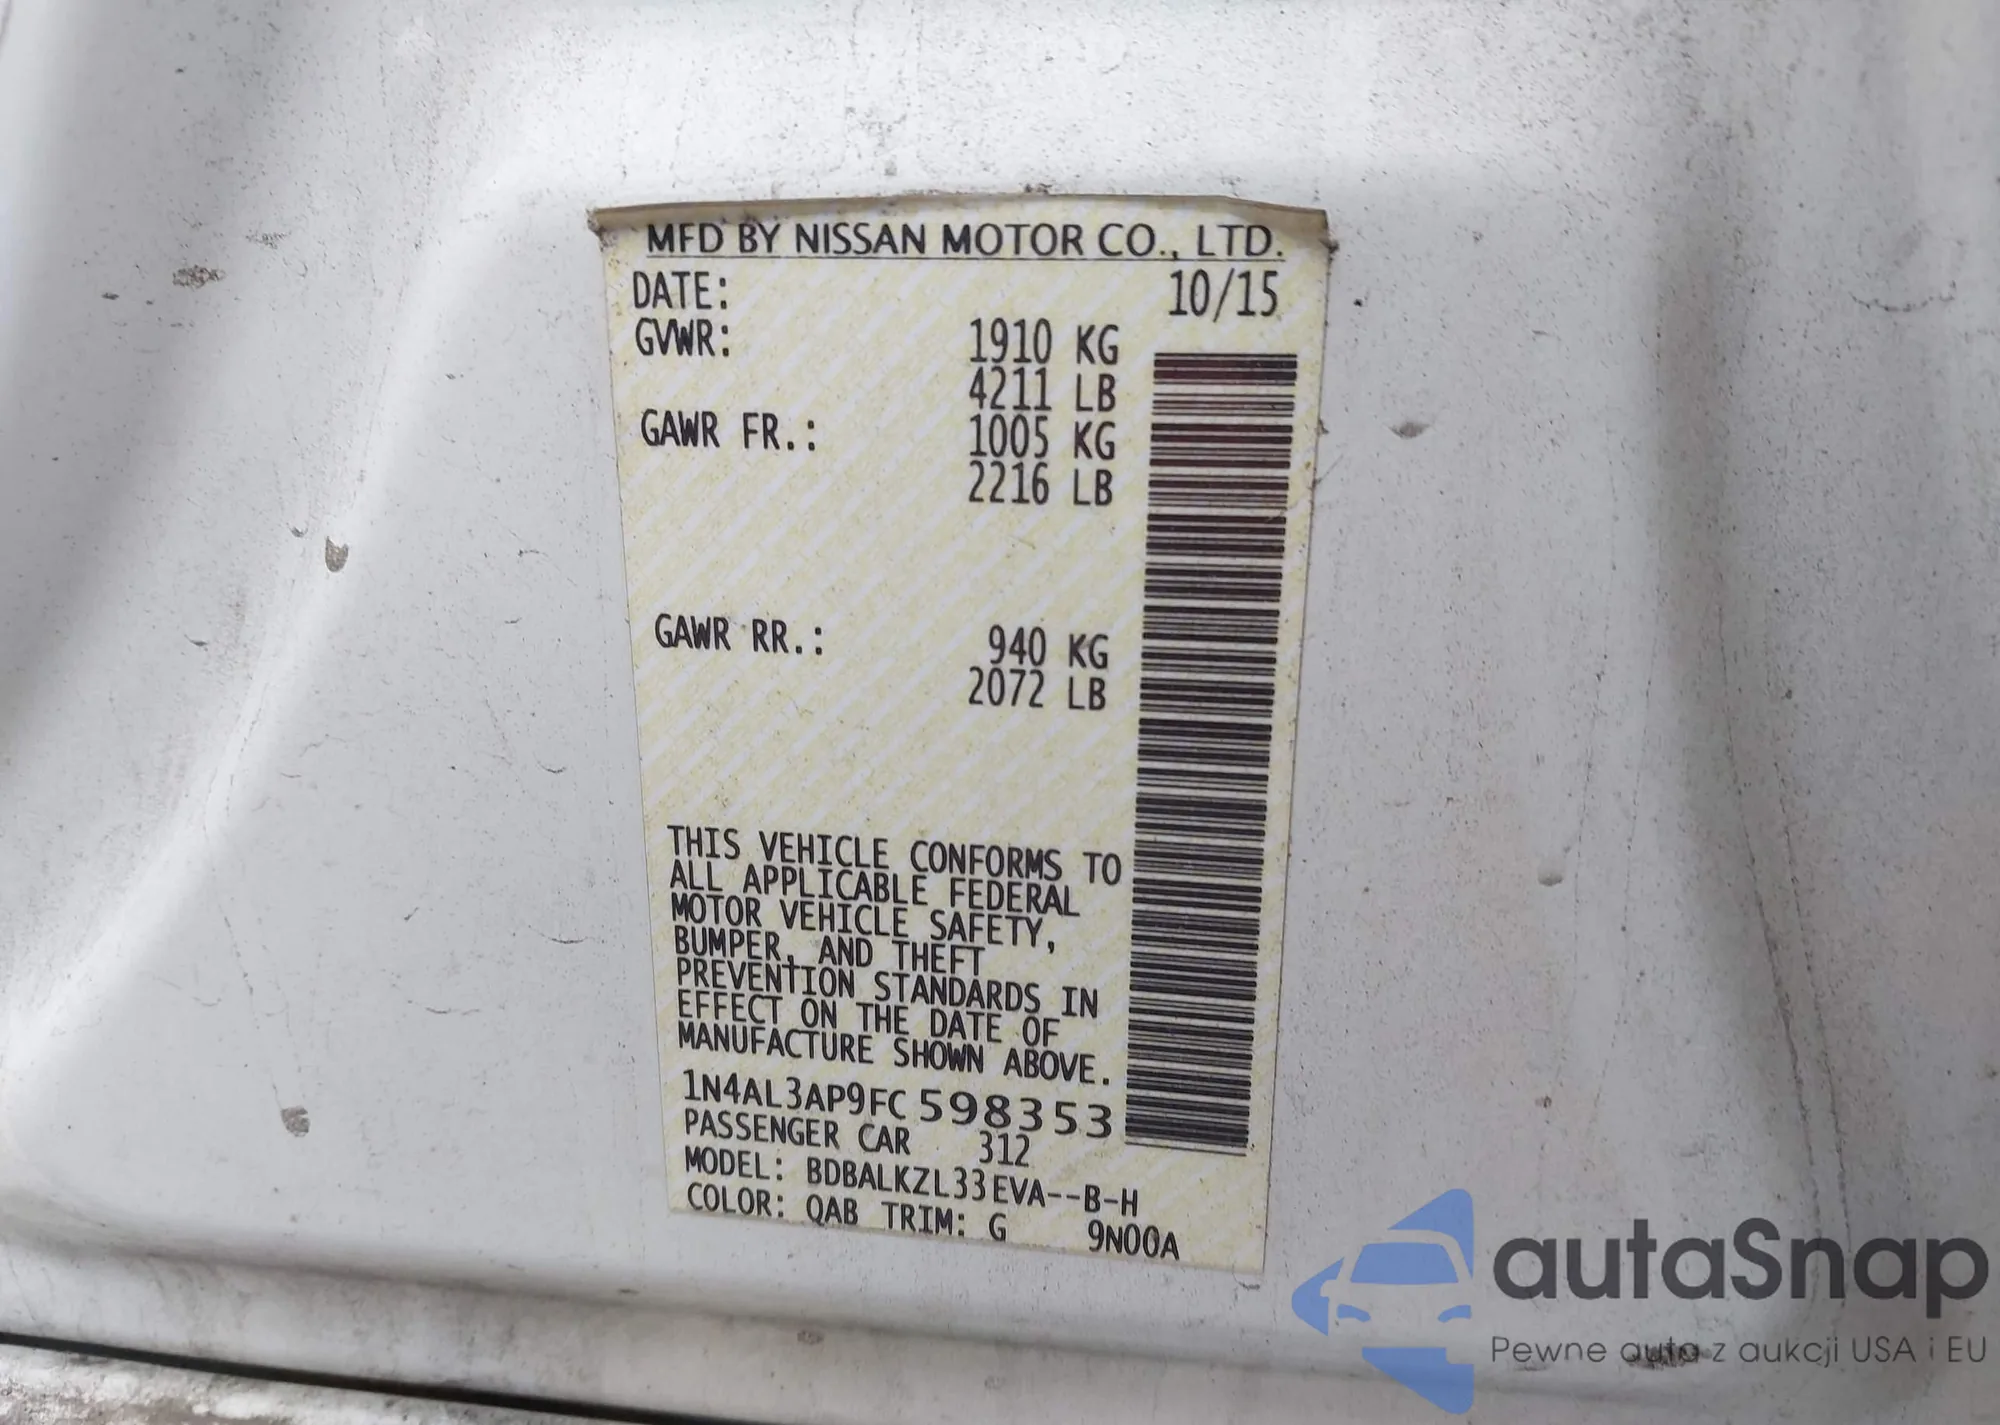 MFD BY NISSAN MOTOR CO., LTD.
DATE: 10/15
GVWR: 1910 KG
4211 LB
GAWR FR.: 1005 KG
2216 LB
GAWR RR.: 940 KG
2072 LB
THIS VEHICLE CONFORMS TO
ALL APPLICABLE FEDERAL
MOTOR VEHICLE SAFETY,
BUMPER, AND THEFT
PREVENTION STANDARDS IN
EFFECT ON THE DATE OF
MANUFACTURE SHOWN ABOVE.
1N4AL3AP9FC598353
PASSENGER CAR 312
MODEL: BDBALKZL33EVA--B-H
COLOR: QAB TRIM: G 9N00A
autaSnap
Pewne auta z aukcji USA i EU